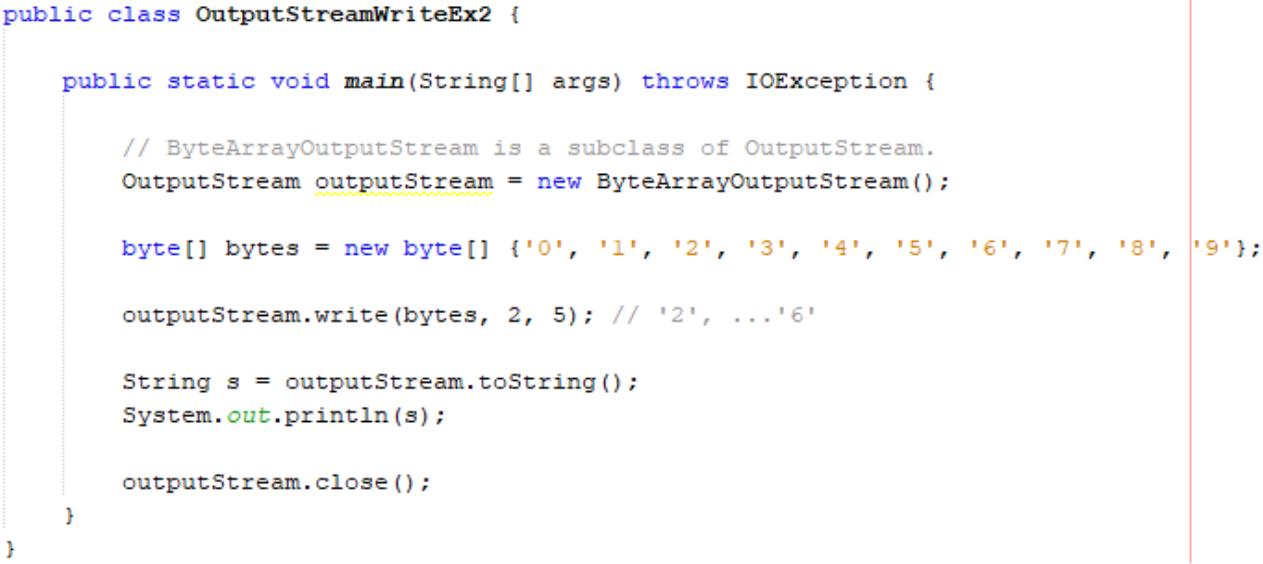 public class OutputStreamWriteEx2 {
public static void main(String[] args) throws IOException {
// ByteArrayOutputStream is a subclass of OutputStream.
OutputStream outputStream = new ByteArrayOutputStream();
byte[] bytes = new byte[] {'0', '1', '2', '3', '4', '5', '6', '7', '8', '9'};
outputStream.write(bytes, 2, 5); // '2', ...'6'
String s = outputStream.toString();
System.out.println(s);
outputStream.close();
}
}